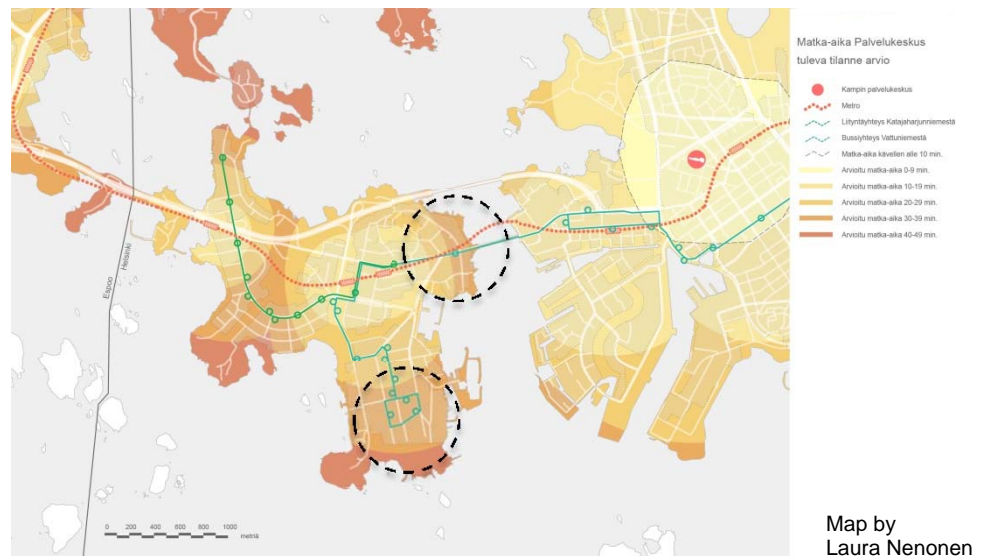 Matka-aika Palvelukeskus
tuleva tilanne arvio
Kampin palvelukeskus
Metro
Liityntäyhteys Katajaharjunniemestä
Bussiyhteys Vattuniemestä
Matka-aika kävellen alle 10 min.
Arvioitu matka-aika 0-9 min.
Arvioitu matka-aika 10-19 min.
Arvioitu matka-aika 20-29 min.
Arvioitu matka-aika 30-39 min.
Arvioitu matka-aika 40-49 min.
Espoo
Helsinki
0 200 400 600 800 1000
metriä
Map by
Laura Nenonen